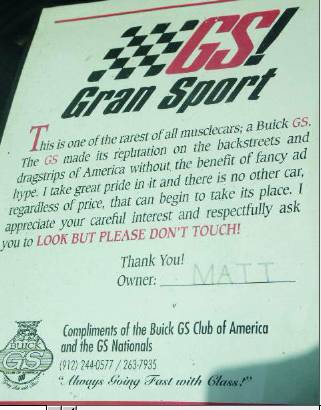 GS!
Gran Sport
This is one of the rarest of all musclecars; a Buick GS.
The GS made its reputation on the backstreets and
dragstrips of America without the benefit of fancy ad
hype. I take great pride in it and there is no other car,
regardless of price, that can begin to take its place. I
appreciate your careful interest and respectfully ask
you to LOOK BUT PLEASE DON'T TOUCH!
Thank You!
Owner: MATT
Compliments of the Buick GS Club of America
and the GS Nationals
(912) 244-0577 / 263-7935
"Always Going Fast with Class!"
BUICK
GS